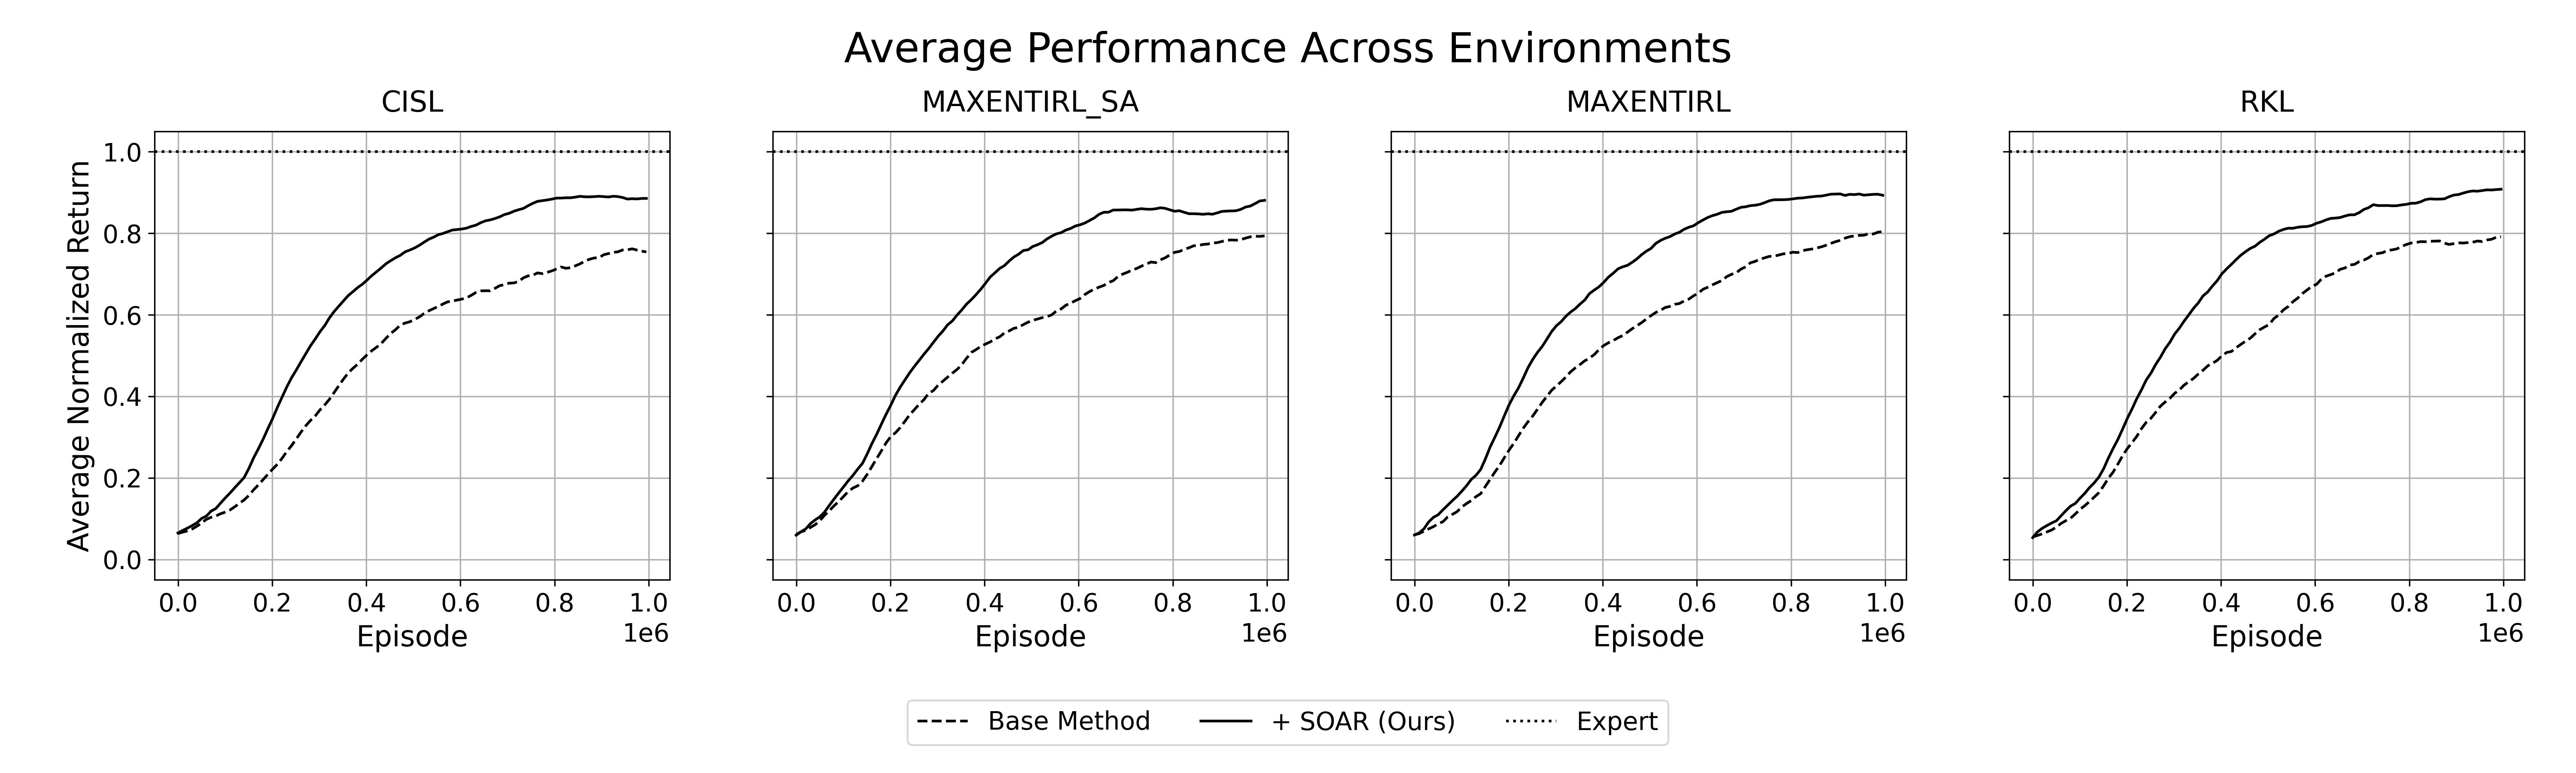 Average Performance Across Environments
CISL
MAXENTIRL_SA
MAXENTIRL
RKL
Average Normalized Return
1.0
0.8
0.6
0.4
0.2
0.0
0.0 0.2 0.4 0.6 0.8 1.0
1e6
Episode
0.0 0.2 0.4 0.6 0.8 1.0
1e6
Episode
0.0 0.2 0.4 0.6 0.8 1.0
1e6
Episode
0.0 0.2 0.4 0.6 0.8 1.0
1e6
Episode
Base Method
+ SOAR (Ours)
Expert